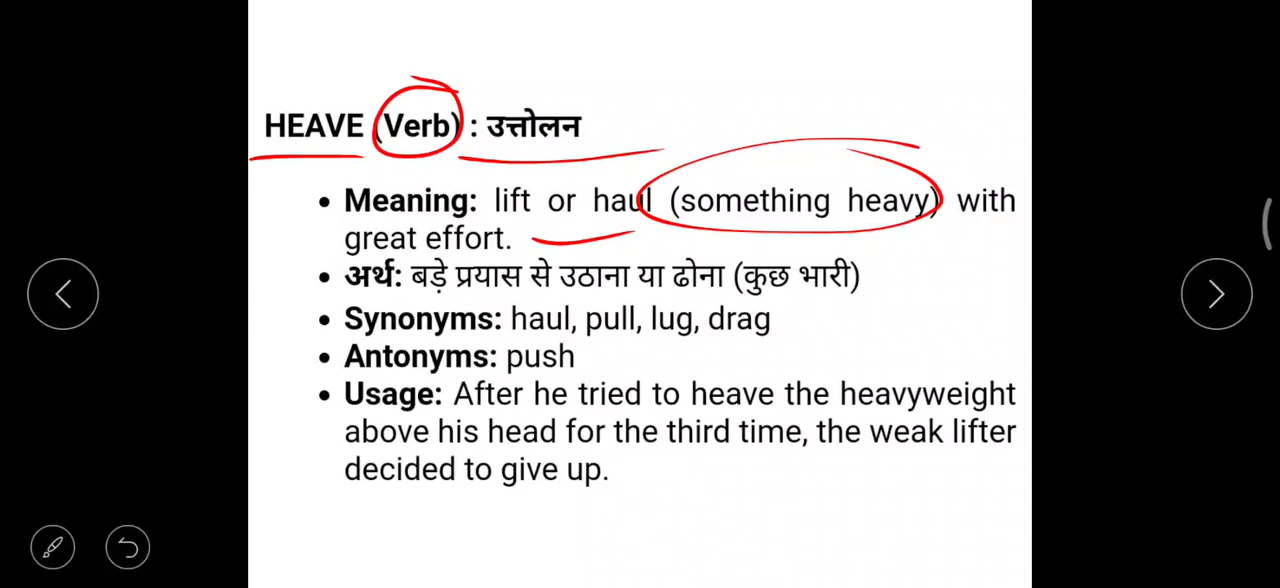 HEAVE (Verb) : उत्तोलन
• Meaning: lift or haul (something heavy) with
great effort.
• अर्थ: बड़े प्रयास से उठाना या ढोना (कुछ भारी)
• Synonyms: haul, pull, lug, drag
• Antonyms: push
• Usage: After he tried to heave the heavyweight
above his head for the third time, the weak lifter
decided to give up.